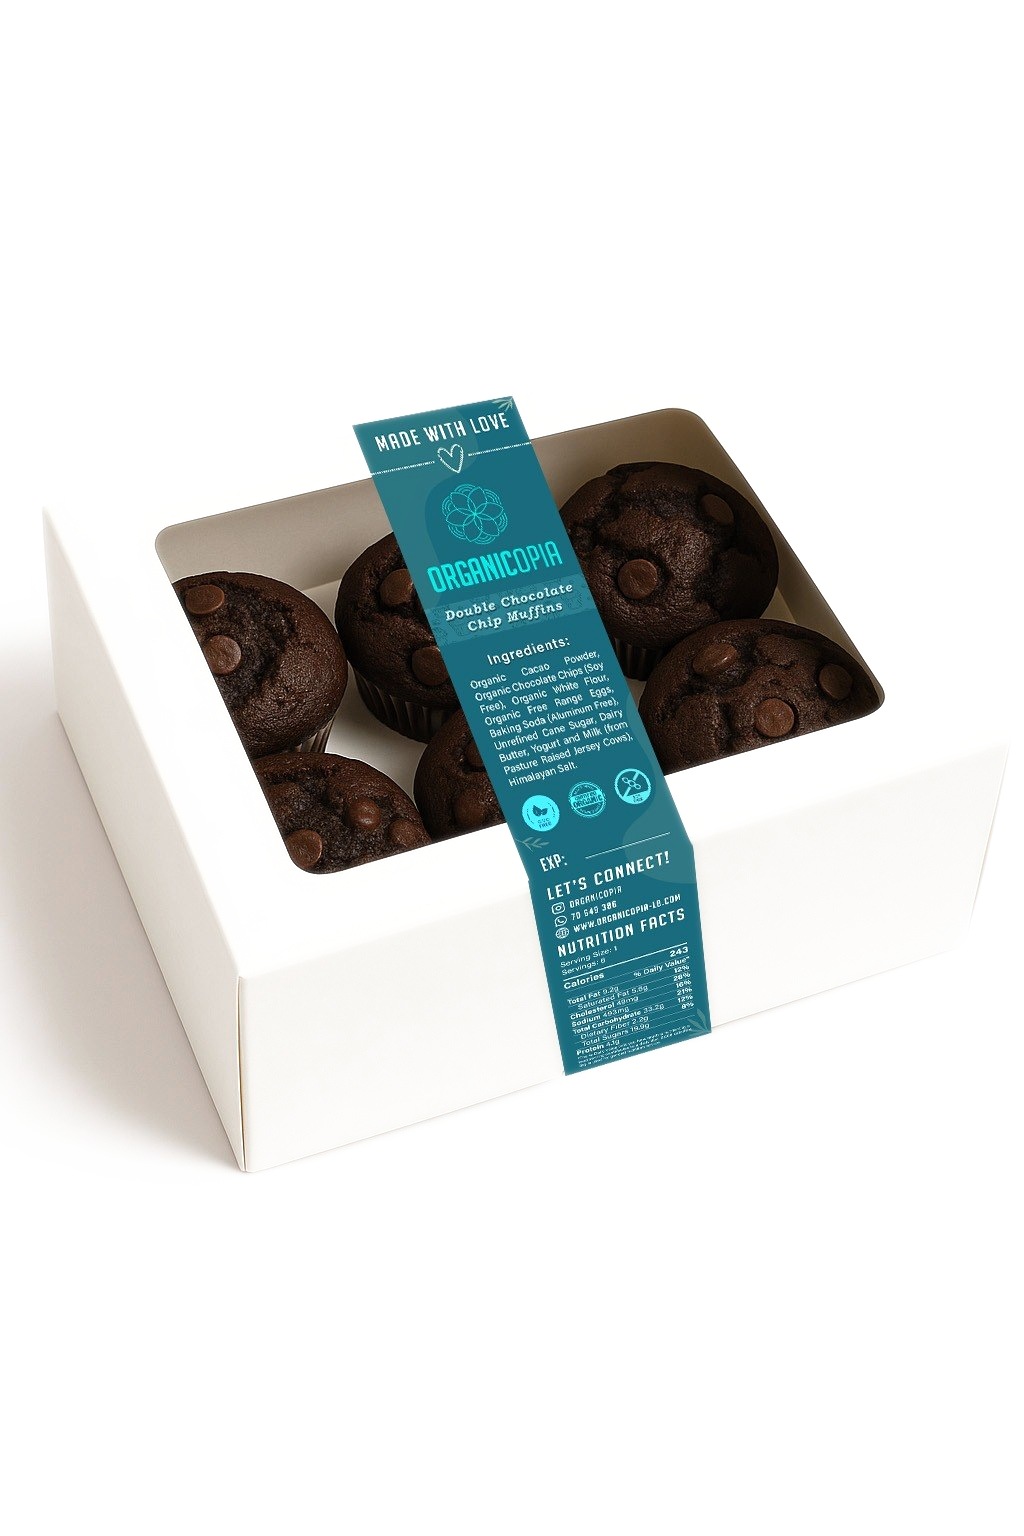 MADE WITH LOVE
ORGANICOPIA
Double Chocolate
Chip Muffins
Ingredients:
Organic Cacao Powder,
Organic Chocolate Chips (Soy
Free), Organic White Flour,
Organic Free Range Eggs,
Baking Soda (Aluminum Free),
Unrefined Cane Sugar, Dairy
Butter, Yogurt and Milk (from
Pasture Raised Jersey Cows),
Himalayan Salt.
FREE
ORGANIC
EXP:
LET'S CONNECT!
ORGANICOPIA
70 649 386
WWW.ORGANICOPIA-LB.COM
NUTRITION FACTS
Serving Size: 1
Servings: 6
Calories 243
% Daily Value*
Total Fat 9.2g 12%
Saturated Fat 5.6g 28%
Cholesterol 49mg 16%
Sodium 493mg 21%
Total Carbohydrate 33.2g 12%
Dietary Fiber 2.2g 8%
Total Sugars 19.9g
Protein 4.1g